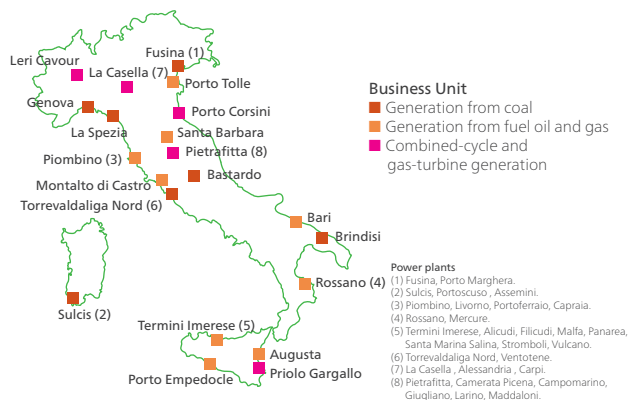 Fusina (1)
Leri Cavour
La Casella (7)
Porto Tolle
Genova
Porto Corsini
La Spezia
Santa Barbara
Piombino (3)
Pietrafitta (8)
Bastardo
Montalto di Castro
Torrevaldaliga Nord (6)
Bari
Brindisi
Rossano (4)
Sulcis (2)
Termini Imerese (5)
Augusta
Porto Empedocle
Priolo Gargallo
Business Unit
Generation from coal
Generation from fuel oil and gas
Combined-cycle and
gas-turbine generation
Power plants
(1) Fusina, Porto Marghera.
(2) Sulcis, Portoscuso , Assemini.
(3) Piombino, Livorno, Portoferraio, Capraia.
(4) Rossano, Mercure.
(5) Termini Imerese, Alicudi, Filicudi, Malfa, Panarea,
Santa Marina Salina, Stromboli, Vulcano.
(6) Torrevaldaliga Nord, Ventotene.
(7) La Casella , Alessandria , Carpi.
(8) Pietrafitta, Camerata Picena, Campomarino,
Giugliano, Larino, Maddaloni.